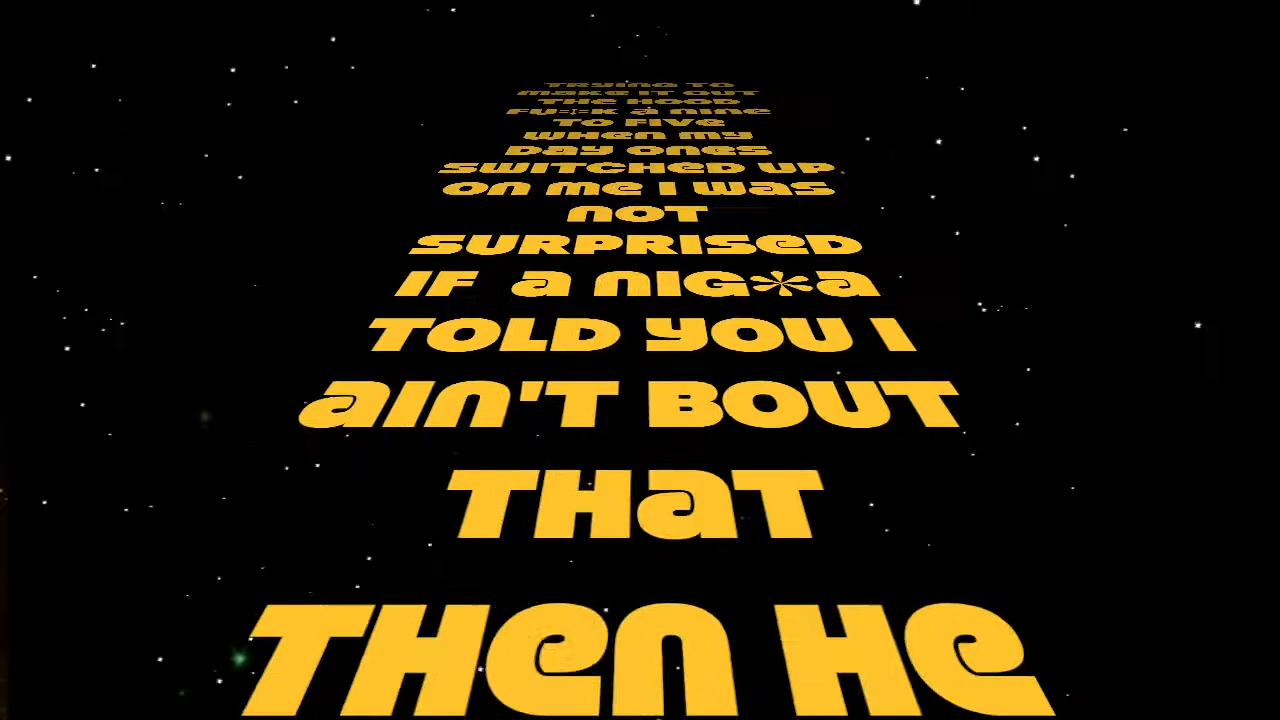 TRYING TO
MAKE IT OUT
THE HOOD
FU**K A NINE
TO FIVE
WHEN MY
DAY ONES
SWITCHED UP
ON ME I WAS
NOT
SURPRISED
IF A NIG*A
TOLD YOU I
AIN'T BOUT
THAT
THEN HE